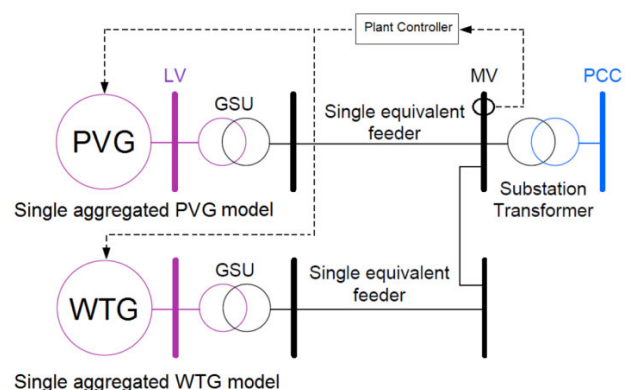 Plant Controller
LV
MV
PCC
GSU
Single equivalent
feeder
PVG
Substation
Transformer
Single aggregated PVG model
GSU
Single equivalent
feeder
WTG
Single aggregated WTG model